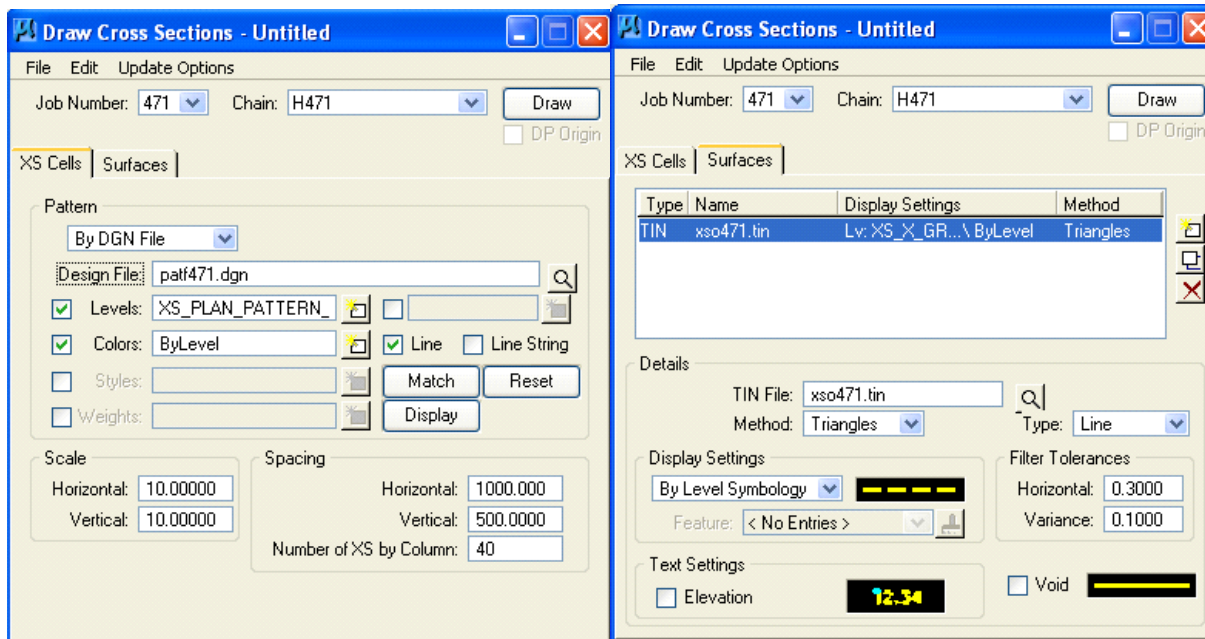 Draw Cross Sections - Untitled
File Edit Update Options
Job Number: 471 Chain: H471 Draw
DP Origin
XS Cells Surfaces
Pattern
By DGN File
Design File: patf471.dgn
Levels: XS_PLAN_PATTERN_
Colors: ByLevel Line Line String
Styles: Match Reset
Weights: Display
Scale
Horizontal: 10.00000
Vertical: 10.00000
Spacing
Horizontal: 1000.000
Vertical: 500.0000
Number of XS by Column: 40
Draw Cross Sections - Untitled
File Edit Update Options
Job Number: 471 Chain: H471 Draw
DP Origin
XS Cells Surfaces
Type Name Display Settings Method
TIN xso471.tin Lv: XS_X_GR...\ ByLevel Triangles
Details
TIN File: xso471.tin
Method: Triangles Type: Line
Display Settings
By Level Symbology
Feature: < No Entries >
Filter Tolerances
Horizontal: 0.3000
Variance: 0.1000
Text Settings
Elevation 12.34
Void